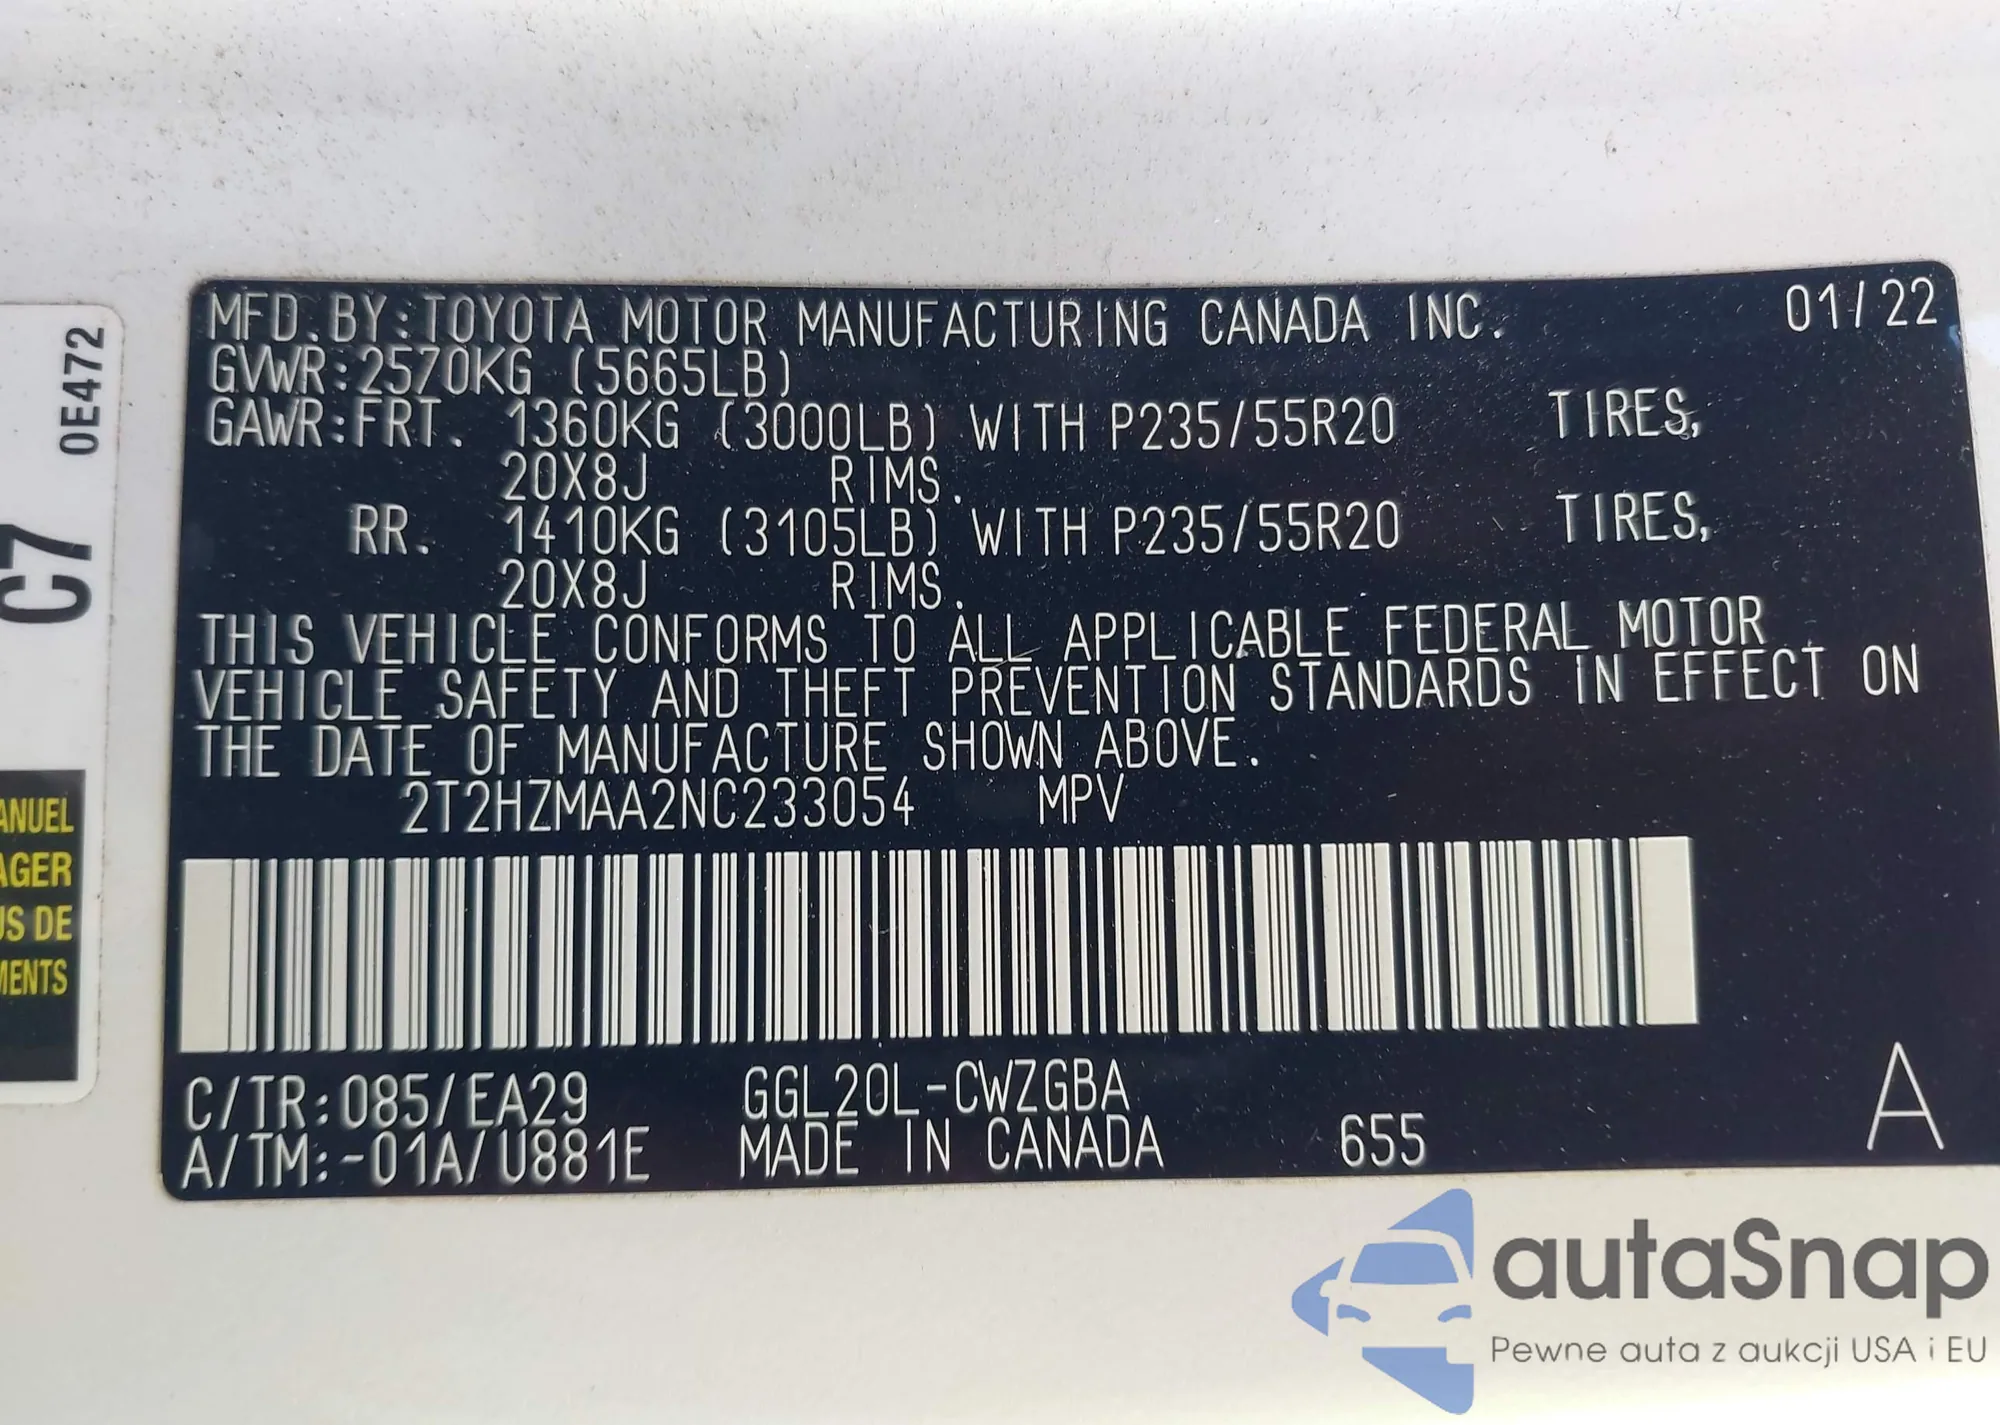 MFD.BY:TOYOTA MOTOR MANUFACTURING CANADA INC. 01/22
GVWR:2570KG (5665LB)
GAWR:FRT. 1360KG (3000LB) WITH P235/55R20 TIRES,
20X8J RIMS.
RR. 1410KG (3105LB) WITH P235/55R20 TIRES,
20X8J RIMS.
THIS VEHICLE CONFORMS TO ALL APPLICABLE FEDERAL MOTOR
VEHICLE SAFETY AND THEFT PREVENTION STANDARDS IN EFFECT ON
THE DATE OF MANUFACTURE SHOWN ABOVE.
2T2HZMAA2NC233054 MPV
C/TR:085/EA29 GGL20L-CWZGBA
A/TM:-01A/U881E MADE IN CANADA 655 A
0E472
C7
ANUEL
AGER
US DE
MENTS
autaSnap
Pewne auta z aukcji USA i EU